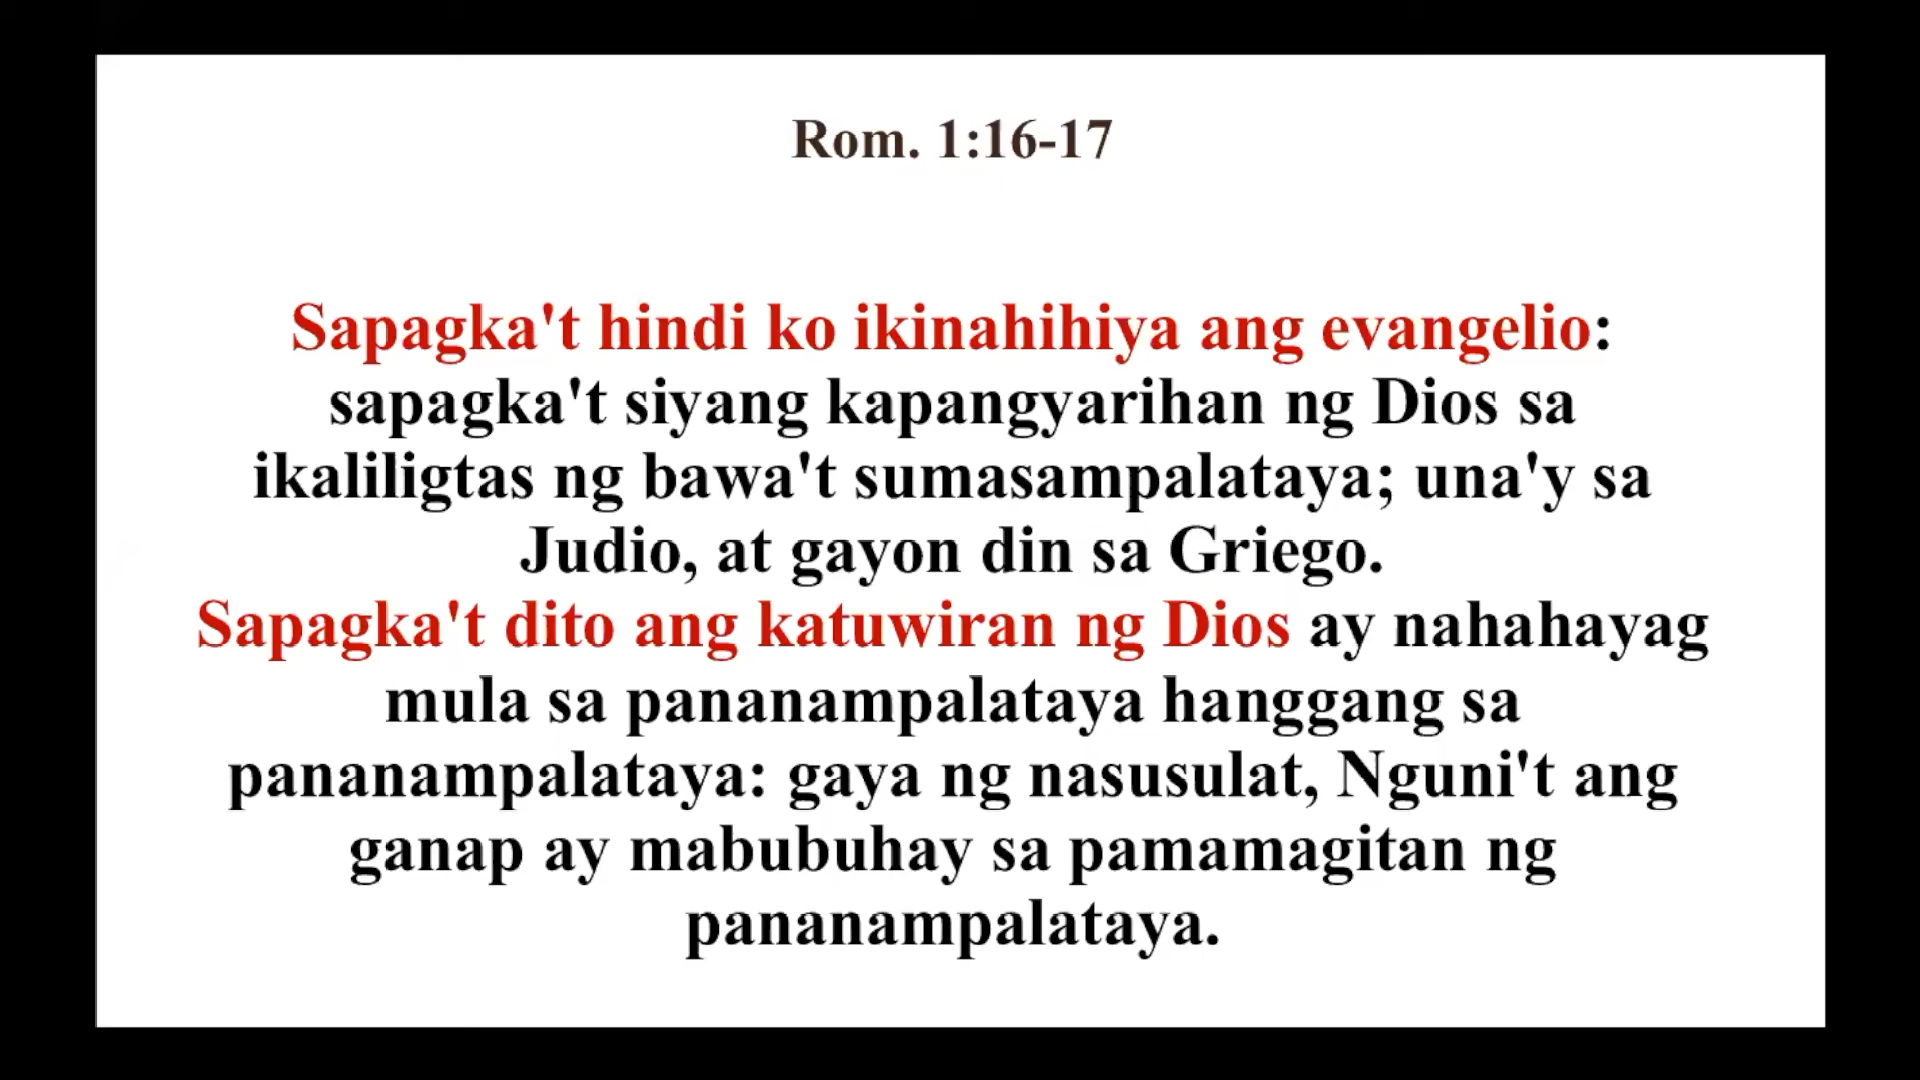 Rom. 1:16-17
Sapagka't hindi ko ikinahihiya ang evangelio:
sapagka't siyang kapangyarihan ng Dios sa
ikaliligtas ng bawa't sumasampalataya; una'y sa
Judio, at gayon din sa Griego.
Sapagka't dito ang katuwiran ng Dios ay nahahayag
mula sa pananampalataya hanggang sa
pananampalataya: gaya ng nasusulat, Nguni't ang
ganap ay mabubuhay sa pamamagitan ng
pananampalataya.